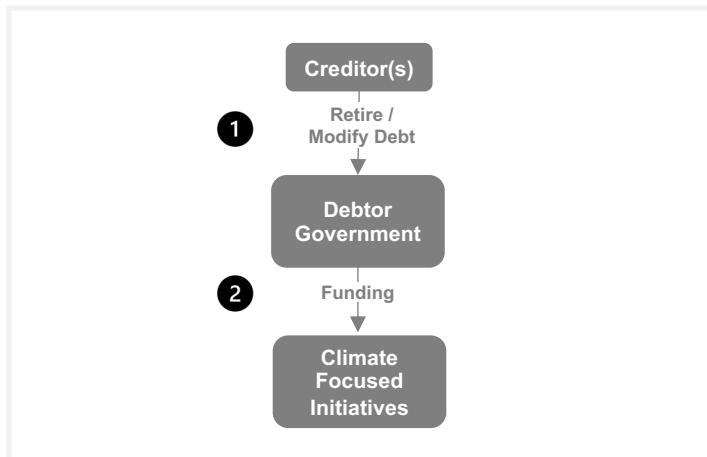 Creditor(s)
1
Retire /
Modify Debt
Debtor
Government
2
Funding
Climate
Focused
Initiatives